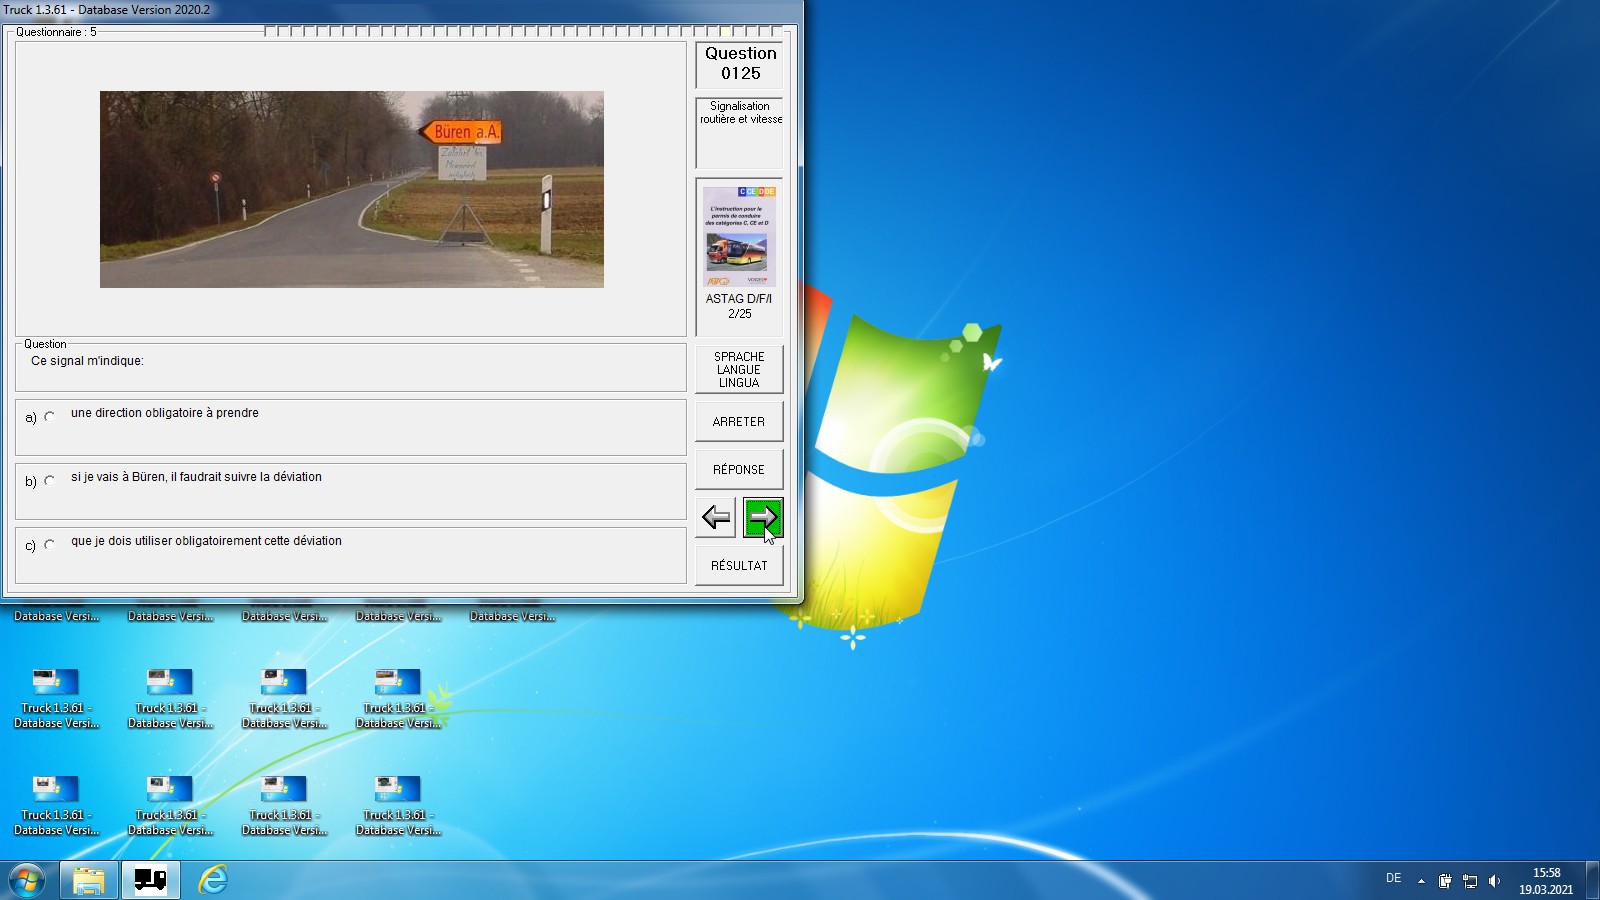 Truck 1.3.61 - Database Version 2020.2
Questionnaire : 5
Büren a.A.
Zufahrt bis
möglich
Question
0125
Signalisation
routière et vitesse
C CE D DE
L'instruction pour le
permis de conduire
des catégories C, CE et D
ASTAG D/F/I
2/25
Question
Ce signal m'indique:
a) une direction obligatoire à prendre
b) si je vais à Büren, il faudrait suivre la déviation
c) que je dois utiliser obligatoirement cette déviation
SPRACHE
LANGUE
LINGUA
ARRETER
RÉPONSE
RÉSULTAT
Database Versi... Database Versi... Database Versi... Database Versi... Database Versi...
Truck 1.3.61 - Truck 1.3.61 - Truck 1.3.61 - Truck 1.3.61 -
Database Versi... Database Versi... Database Versi... Database Versi...
Truck 1.3.61 - Truck 1.3.61 - Truck 1.3.61 - Truck 1.3.61 -
Database Versi... Database Versi... Database Versi... Database Versi...
DE
15:58
19.03.2021